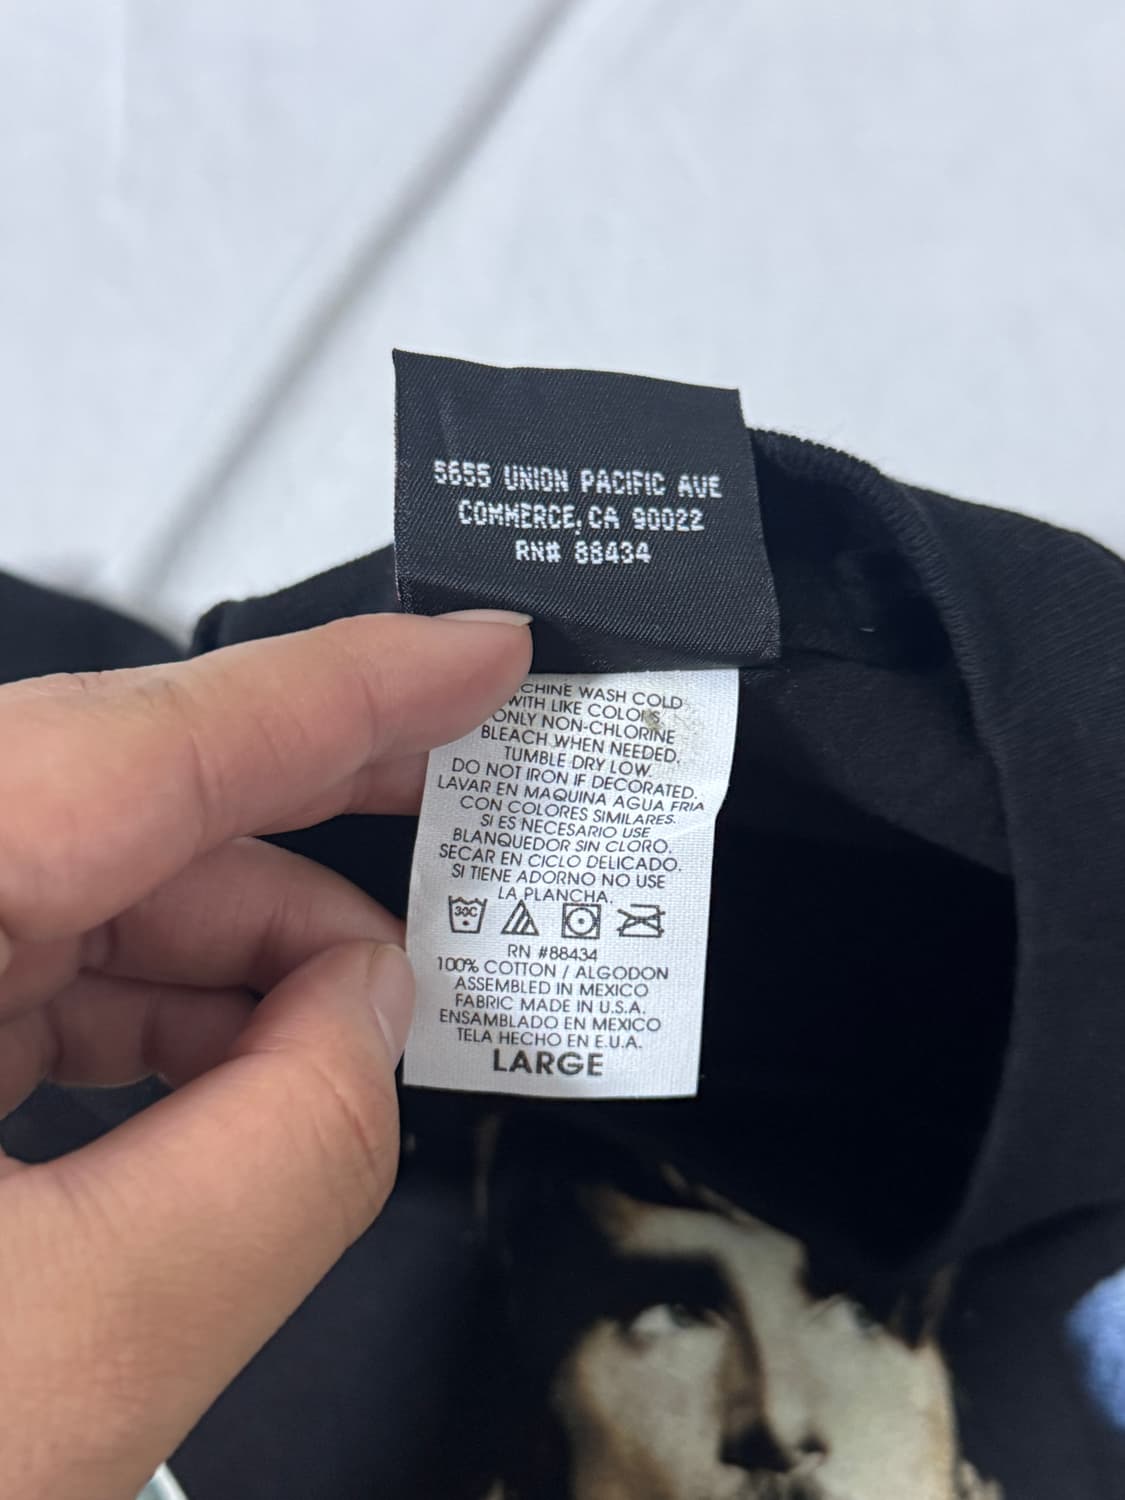 5655 UNION PACIFIC AVE
COMMERCE, CA 90022
RN# 88434
CHINE WASH COLD
WITH LIKE COLORS
ONLY NON-CHLORINE
BLEACH WHEN NEEDED.
TUMBLE DRY LOW.
DO NOT IRON IF DECORATED.
LAVAR EN MAQUINA AGUA FRIA
CON COLORES SIMILARES.
SI ES NECESARIO USE
BLANQUEDOR SIN CLORO.
SECAR EN CICLO DELICADO.
SI TIENE ADORNO NO USE
LA PLANCHA.
30C
RN #88434
100% COTTON / ALGODON
ASSEMBLED IN MEXICO
FABRIC MADE IN U.S.A.
ENSAMBLADO EN MEXICO
TELA HECHO EN E.U.A.
LARGE